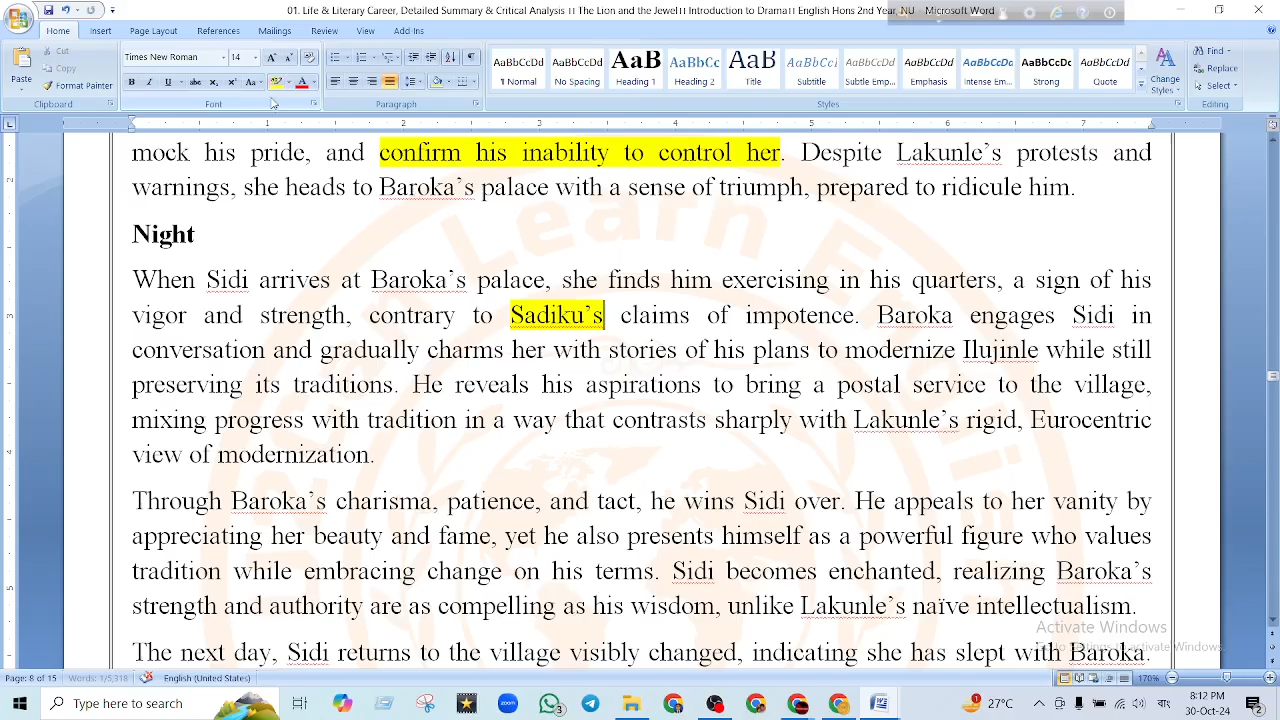 01. Life & Literary Career, Detailed Summary & Critical Analysis II The Lion and the JewelII Introduction to DramaII English Hons 2nd Year NU - Microsoft Word
Home Insert Page Layout References Mailings Review View Add-Ins
Paste Cut Copy Format Painter Clipboard
Times New Roman 14 Font
Paragraph
AaBbCcDd ¶ Normal AaBbCcDd No Spacing AaB Heading 1 AaBbCc Heading 2 AaB Title AaBbCcDd Subtitle AaBbCcDd Subtle Emp... AaBbCcDd Emphasis AaBbCcDd Intense Em... AaBbCcDd Strong AaBbCcDd Quote Change Styles Styles
Find Replace Select Editing
mock his pride, and confirm his inability to control her. Despite Lakunle’s protests and
warnings, she heads to Baroka’s palace with a sense of triumph, prepared to ridicule him.
Night
When Sidi arrives at Baroka’s palace, she finds him exercising in his quarters, a sign of his
vigor and strength, contrary to Sadiku’s claims of impotence. Baroka engages Sidi in
conversation and gradually charms her with stories of his plans to modernize Ilujinle while still
preserving its traditions. He reveals his aspirations to bring a postal service to the village,
mixing progress with tradition in a way that contrasts sharply with Lakunle’s rigid, Eurocentric
view of modernization.
Through Baroka’s charisma, patience, and tact, he wins Sidi over. He appeals to her vanity by
appreciating her beauty and fame, yet he also presents himself as a powerful figure who values
tradition while embracing change on his terms. Sidi becomes enchanted, realizing Baroka’s
strength and authority are as compelling as his wisdom, unlike Lakunle’s naïve intellectualism.
The next day, Sidi returns to the village visibly changed, indicating she has slept with Baroka.
Activate Windows
Page: 8 of 15 Words: 1/5,318 English (United States) 170%
Type here to search 27°C 8:12 PM
30-Oct-24